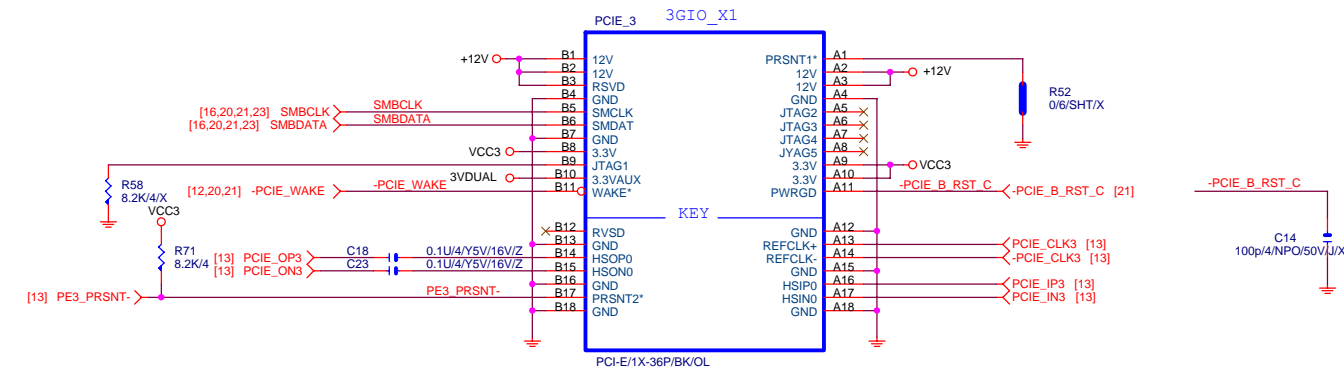 3GIO_X1
PCIE_3
+12V
B1 12V
B2 12V
B3 RSVD
B4 GND
[16,20,21,23] SMBCLK SMBCLK B5 SMCLK
[16,20,21,23] SMBDATA SMBDATA B6 SMDAT
B7 GND
VCC3 B8 3.3V
B9 JTAG1
3VDUAL B10 3.3VAUX
[12,20,21] -PCIE_WAKE -PCIE_WAKE B11 WAKE*
R58
8.2K/4/X
VCC3
R71
8.2K/4
KEY
B12 RVSD
B13 GND
[13] PCIE_OP3 C18 0.1U/4/Y5V/16V/Z B14 HSOP0
[13] PCIE_ON3 C23 0.1U/4/Y5V/16V/Z B15 HSON0
B16 GND
[13] PE3_PRSNT- PE3_PRSNT- B17 PRSNT2*
B18 GND
PRSNT1* A1
12V A2 +12V
12V A3
GND A4
JTAG2 A5
JTAG3 A6
JTAG4 A7
JYAG5 A8
3.3V A9 VCC3
3.3V A10
PWRGD A11 -PCIE_B_RST_C -PCIE_B_RST_C [21]
GND A12
REFCLK+ A13 PCIE_CLK3 [13]
REFCLK- A14 -PCIE_CLK3 [13]
GND A15
HSIP0 A16 PCIE_IP3 [13]
HSIN0 A17 PCIE_IN3 [13]
GND A18
R52
0/6/SHT/X
-PCIE_B_RST_C
C14
100p/4/NPO/50V/J/X
PCI-E/1X-36P/BK/OL